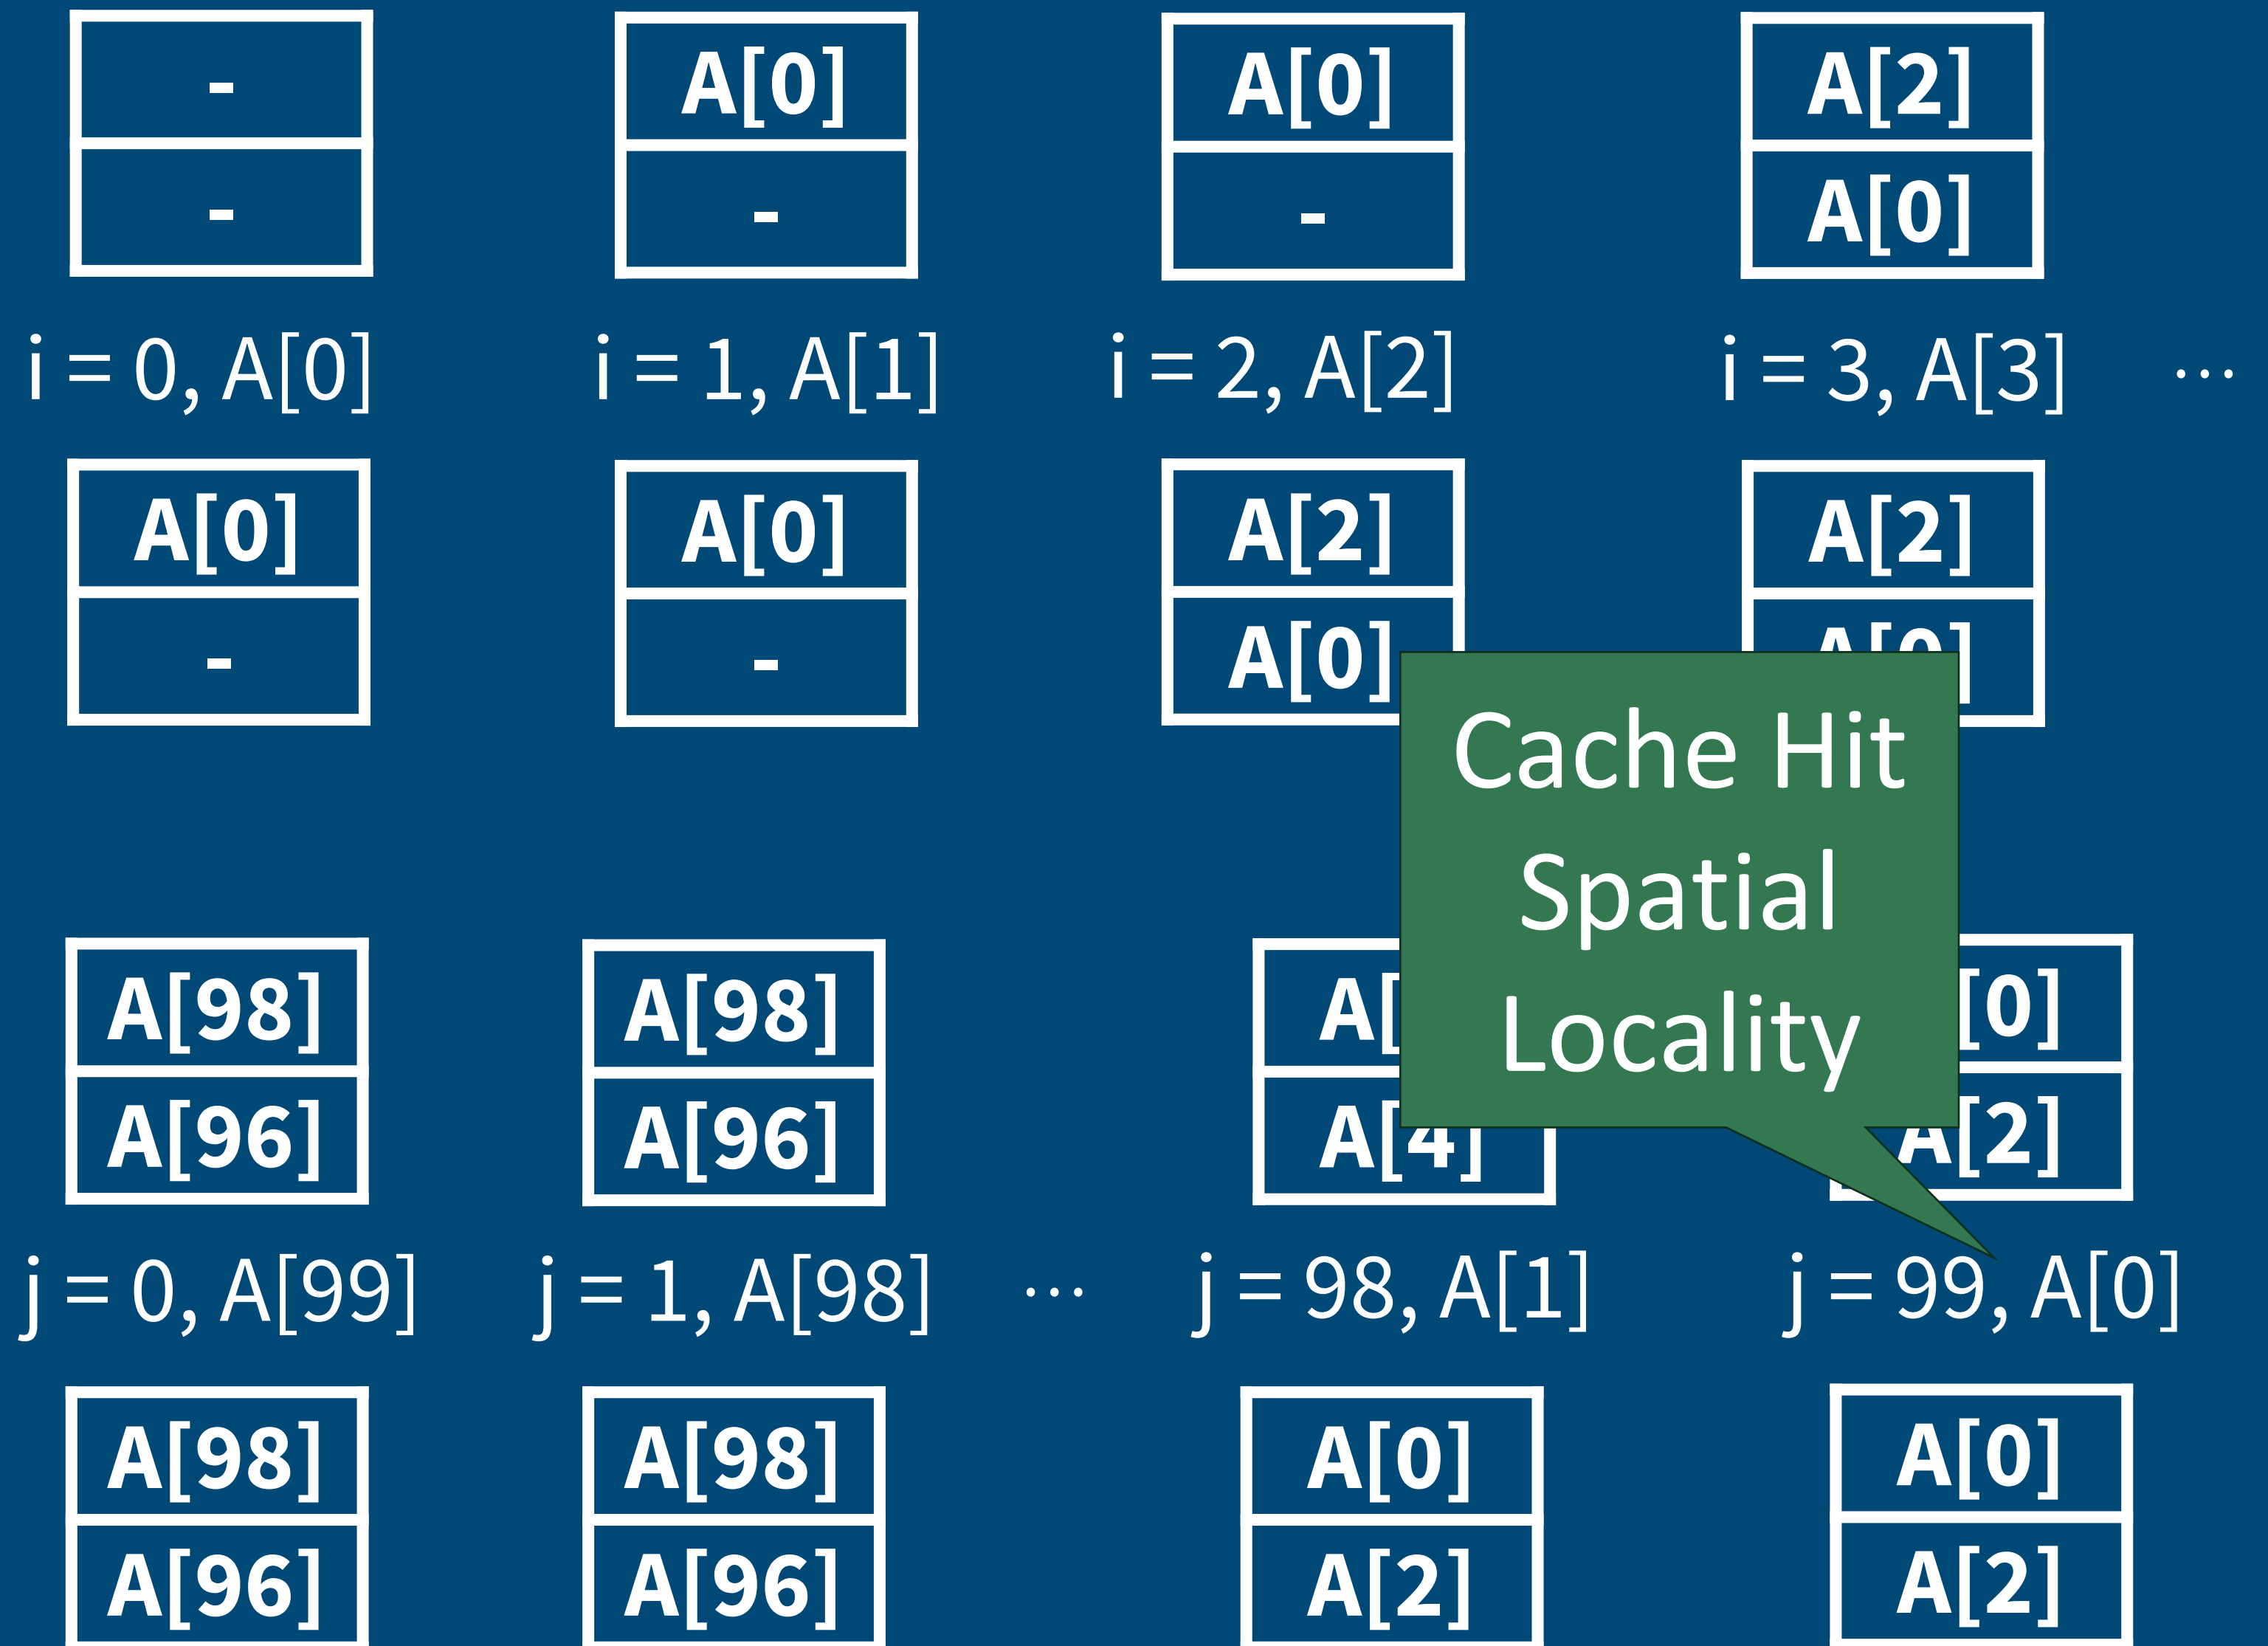 - A[0] A[0] A[2]
- - - A[0]
i = 0, A[0] i = 1, A[1] i = 2, A[2] i = 3, A[3] ...
A[0] A[0] A[2] A[2]
- - A[0]
Cache Hit
Spatial
Locality
A[98] A[98] [0]
A[96] A[96] A[4] A[2]
j = 0, A[99] j = 1, A[98] ... j = 98, A[1] j = 99, A[0]
A[98] A[98] A[0] A[0]
A[96] A[96] A[2] A[2]